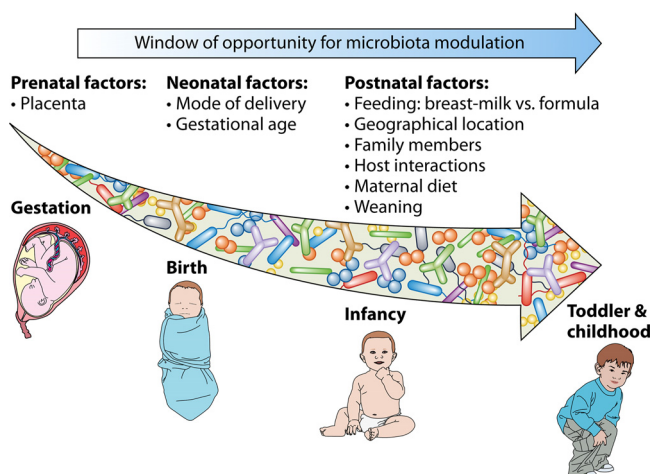 Window of opportunity for microbiota modulation
Prenatal factors:
• Placenta
Neonatal factors:
• Mode of delivery
• Gestational age
Postnatal factors:
• Feeding: breast-milk vs. formula
• Geographical location
• Family members
• Host interactions
• Maternal diet
• Weaning
Gestation
Birth
Infancy
Toddler &
childhood